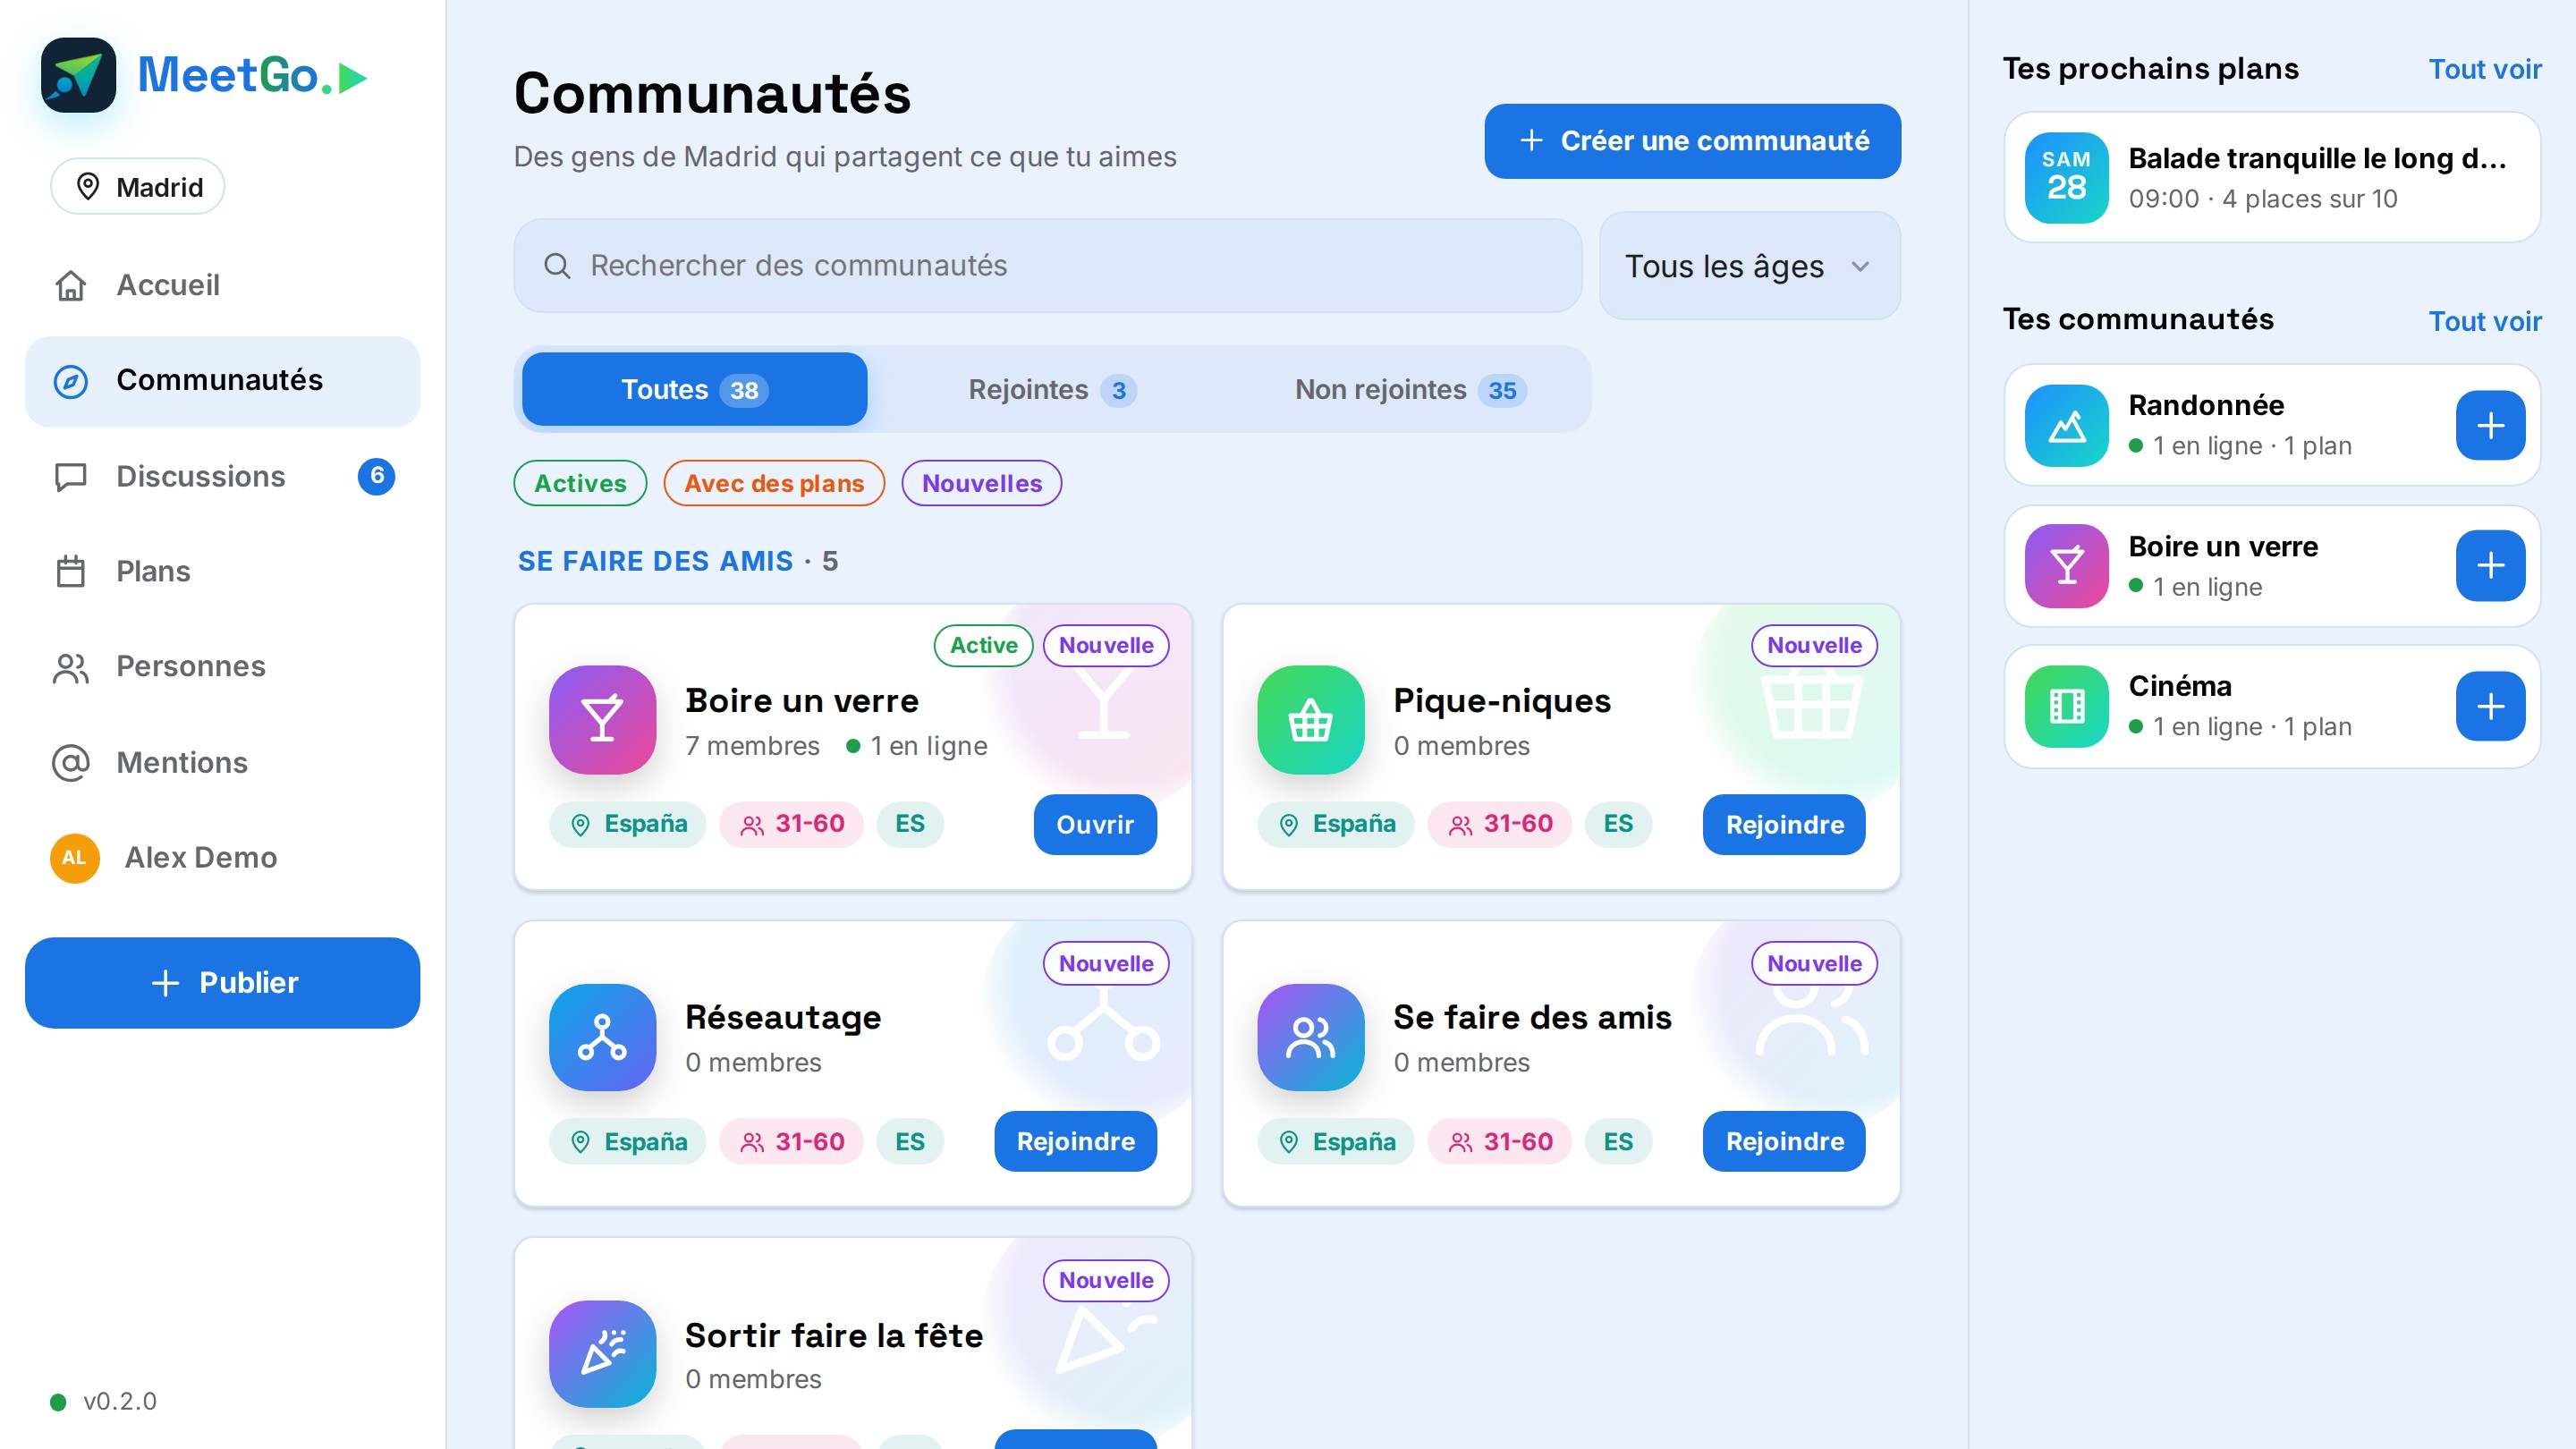 MeetGo.
Madrid
Accueil
Communautés
Discussions 6
Plans
Personnes
Mentions
AL Alex Demo
Publier
v0.2.0
Communautés
Des gens de Madrid qui partagent ce que tu aimes
Créer une communauté
Rechercher des communautés
Tous les âges
Toutes 38 Rejointes 3 Non rejointes 35
Actives Avec des plans Nouvelles
SE FAIRE DES AMIS · 5
Active Nouvelle
Boire un verre
7 membres 1 en ligne
España 31-60 ES Ouvrir
Nouvelle
Pique-niques
0 membres
España 31-60 ES Rejoindre
Nouvelle
Réseautage
0 membres
España 31-60 ES Rejoindre
Nouvelle
Se faire des amis
0 membres
España 31-60 ES Rejoindre
Nouvelle
Sortir faire la fête
0 membres
Tes prochains plans Tout voir
SAM
28
Balade tranquille le long d...
09:00 · 4 places sur 10
Tes communautés Tout voir
Randonnée
1 en ligne · 1 plan
Boire un verre
1 en ligne
Cinéma
1 en ligne · 1 plan